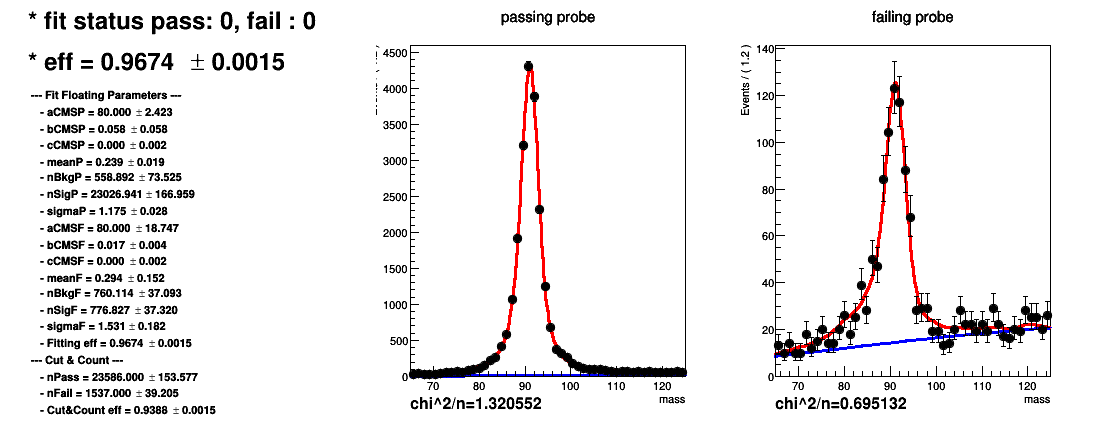 * fit status pass: 0, fail : 0
* eff = 0.9674 ± 0.0015
--- Fit Floating Parameters ---
- aCMSP = 80.000 ± 2.423
- bCMSP = 0.058 ± 0.058
- cCMSP = 0.000 ± 0.002
- meanP = 0.239 ± 0.019
- nBkgP = 558.892 ± 73.525
- nSigP = 23026.941 ± 166.959
- sigmaP = 1.175 ± 0.028
- aCMSF = 80.000 ± 18.747
- bCMSF = 0.017 ± 0.004
- cCMSF = 0.000 ± 0.002
- meanF = 0.294 ± 0.152
- nBkgF = 760.114 ± 37.093
- nSigF = 776.827 ± 37.320
- sigmaF = 1.531 ± 0.182
- Fitting eff = 0.9674 ± 0.0015
--- Cut & Count ---
- nPass = 23586.000 ± 153.577
- nFail = 1537.000 ± 39.205
- Cut&Count eff = 0.9388 ± 0.0015
passing probe
4500
4000
3500
3000
2500
2000
1500
1000
500
0
70 80 90 100 110 120
mass
chi^2/n=1.320552
failing probe
Events / ( 1.2 )
140
120
100
80
60
40
20
0
70 80 90 100 110 120
mass
chi^2/n=0.695132